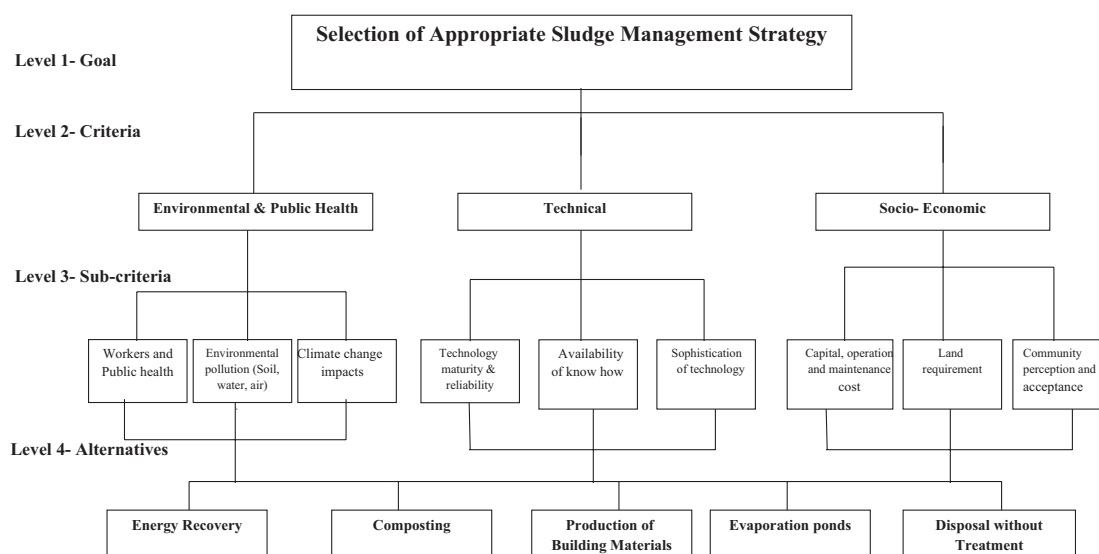 Selection of Appropriate Sludge Management Strategy
Level 1- Goal
Level 2- Criteria
Environmental & Public Health
Technical
Socio- Economic
Level 3- Sub-criteria
Workers and
Public health
Environmental
pollution (Soil,
water, air)
Climate change
impacts
Technology
maturity &
reliability
Availability
of know how
Sophistication
of technology
Capital, operation
and maintenance
cost
Land
requirement
Community
perception and
acceptance
Level 4- Alternatives
Energy Recovery
Composting
Production of
Building Materials
Evaporation ponds
Disposal without
Treatment